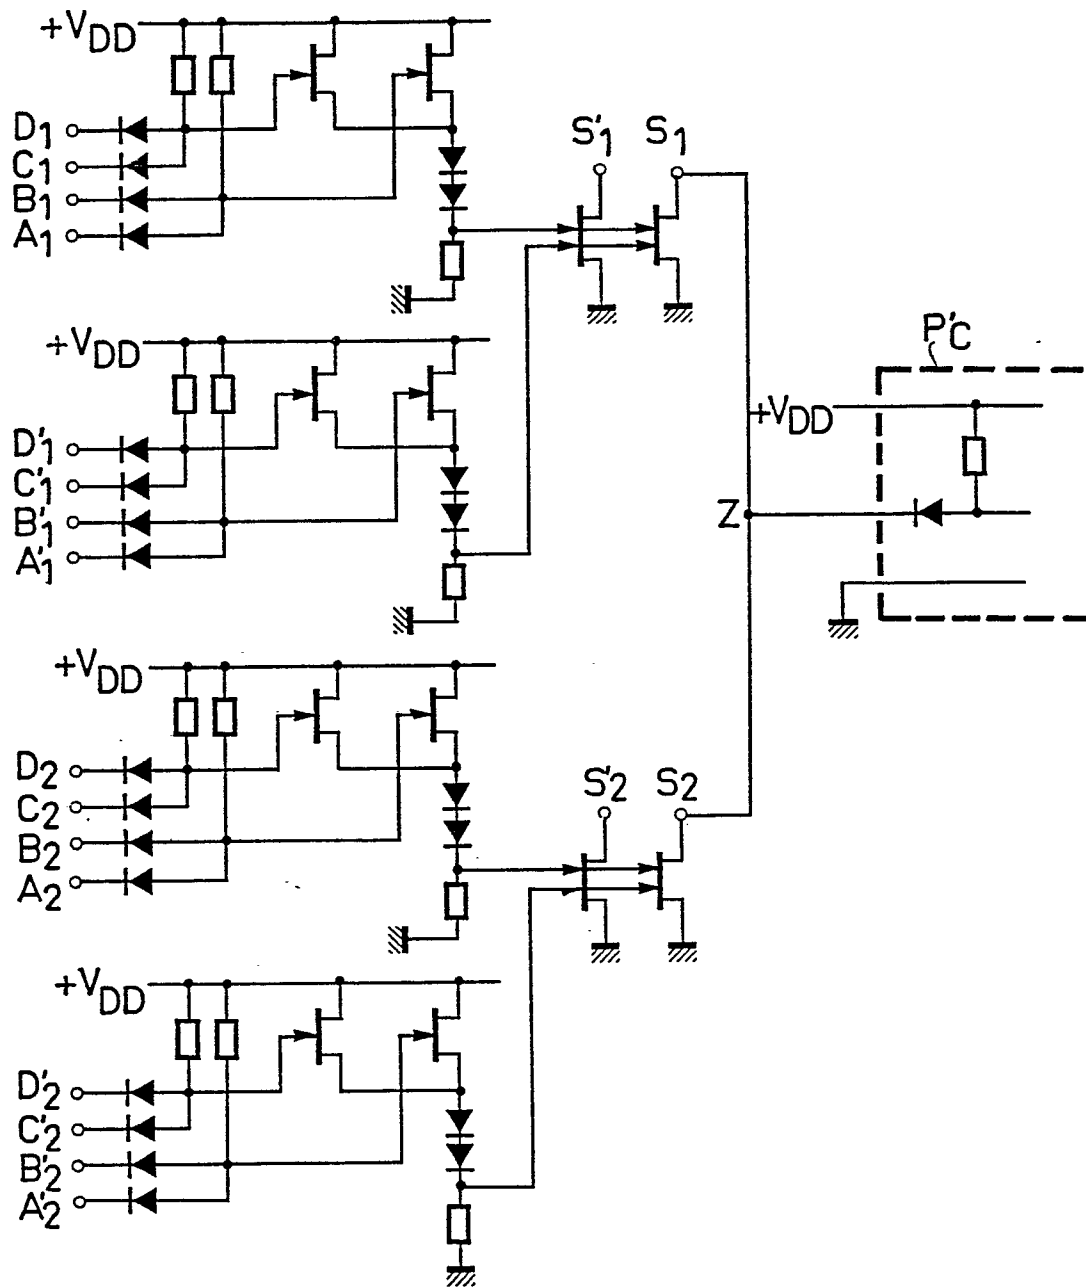 +VDD
D1
C1
B1
A1
S'1 S1
+VDD
D'1
C'1
B'1
A'1
P'C
+VDD
Z
+VDD
D2
C2
B2
A2
S'2 S2
+VDD
D'2
C'2
B'2
A'2